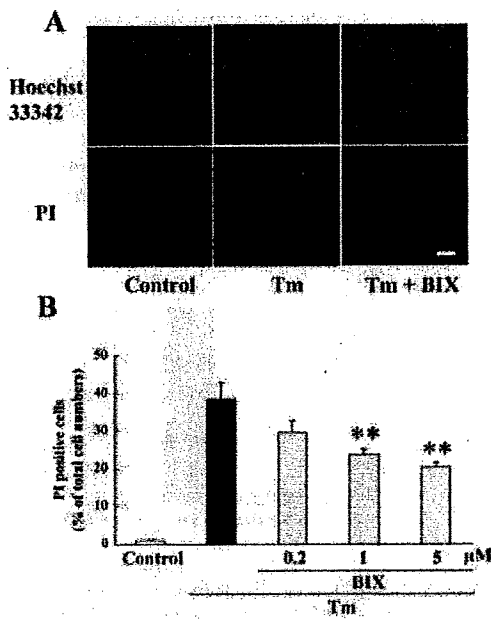 A
Hoechst
33342
PI
Control Tm Tm + BIX
B
PI positive cells
(% of total cell numbers)
50
40
30
20
10
0
** **
Control 0.2 1 5 μM
BIX
Tm